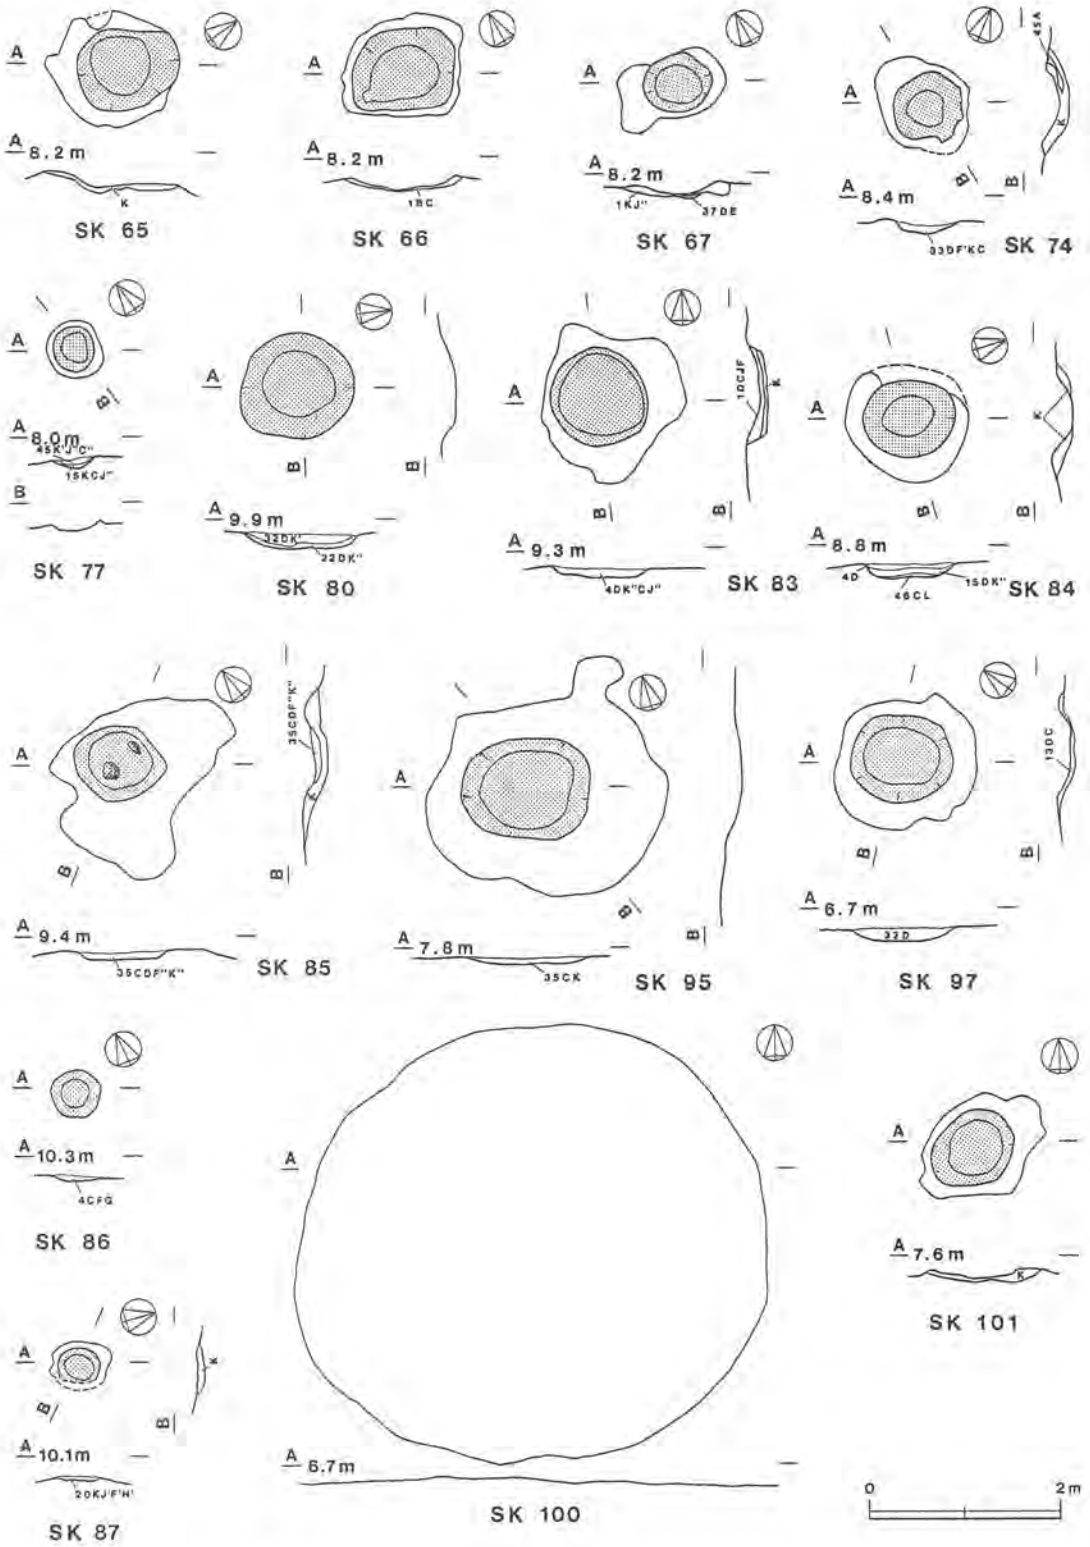 A
A 8.2 m
K
SK 65
A
A 8.2 m
18C
SK 66
A
A 8.2 m
1KJ" 37DE
SK 67
A
B B
45A
K
A 8.4 m
33DF'KC
SK 74
A
B
A 8.0 m
45K'J'C"
15KCJ"
B
SK 77
A
B B
A 9.9 m
32DK'
22DK"
SK 80
A
B B
1DCJF
K
A 9.3 m
4DK"CJ"
SK 83
A
B B
K
A 8.8 m
4D 46CL 15DK"
SK 84
A
B B
35CDF"K"
K
A 9.4 m
35CDF"K"
SK 85
A
B B
A 7.8 m
35CK
SK 95
A
B B
13DC
A 6.7 m
32D
SK 97
A
A 10.3 m
4CFG
SK 86
A
B B
K
A 10.1m
20KJ'F'H'
SK 87
A
A 6.7m
SK 100
A
A 7.6 m
K
SK 101
0 2 m